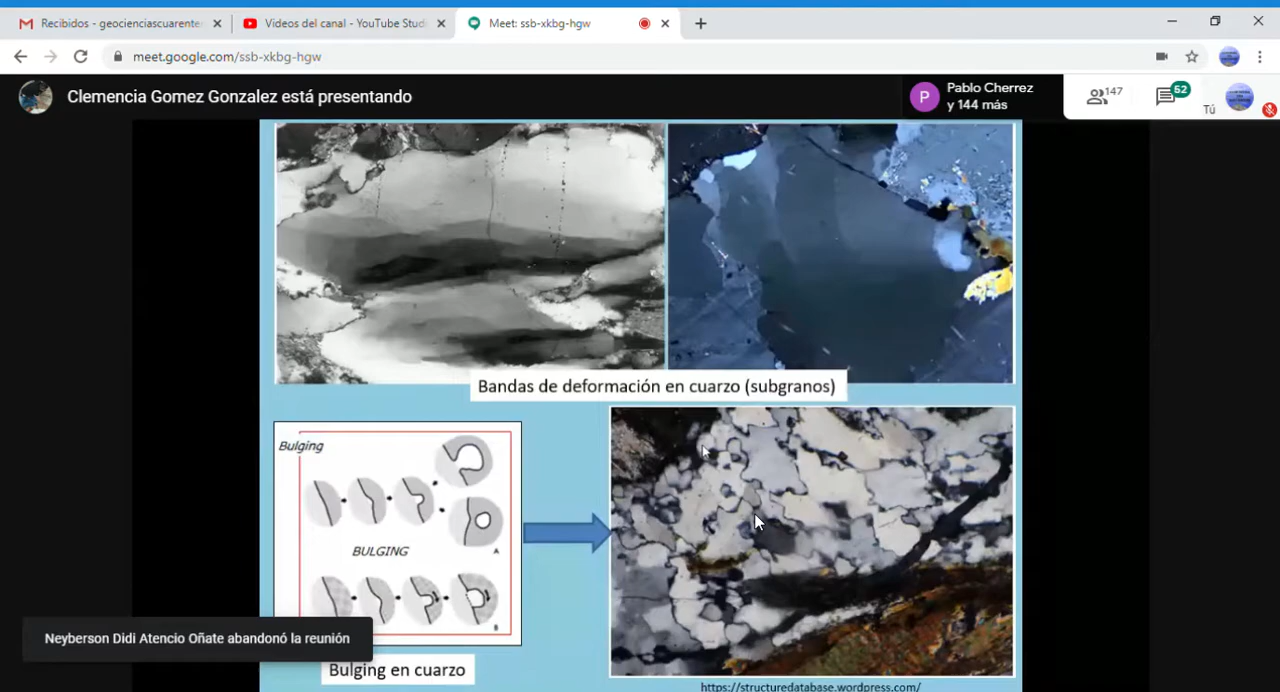 Recibidos - geocienciascuarente
Videos del canal - YouTube Studi
Meet: ssb-xkbg-hgw
meet.google.com/ssb-xkbg-hgw
Clemencia Gomez Gonzalez está presentando
P
Pablo Cherrez
y 144 más
147
52
Tú
Bandas de deformación en cuarzo (subgranos)
Bulging
A
BULGING
B
Neyberson Didi Atencio Oñate abandonó la reunión
Bulging en cuarzo
https://structuredatabase.wordpress.com/